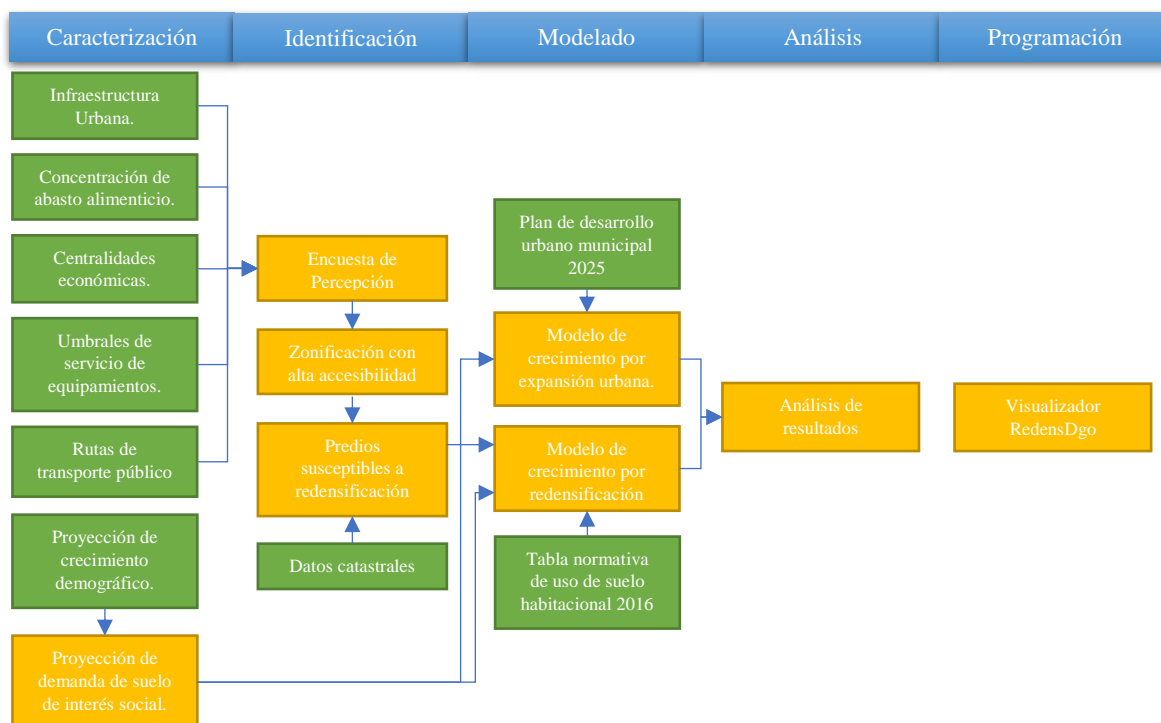 Caracterización
Identificación
Modelado
Análisis
Programación
Infraestructura
Urbana.
Concentración de
abasto alimenticio.
Centralidades
económicas.
Umbrales de
servicio de
equipamientos.
Rutas de
transporte público
Proyección de
crecimiento
demográfico.
Proyección de
demanda de suelo
de interés social.
Encuesta de
Percepción
Zonificación con
alta accesibilidad
Predios
susceptibles a
redensificación
Datos catastrales
Plan de desarrollo
urbano municipal
2025
Modelo de
crecimiento por
expansión urbana.
Modelo de
crecimiento por
redensificación
Tabla normativa
de uso de suelo
habitacional 2016
Análisis de
resultados
Visualizador
RedensDgo